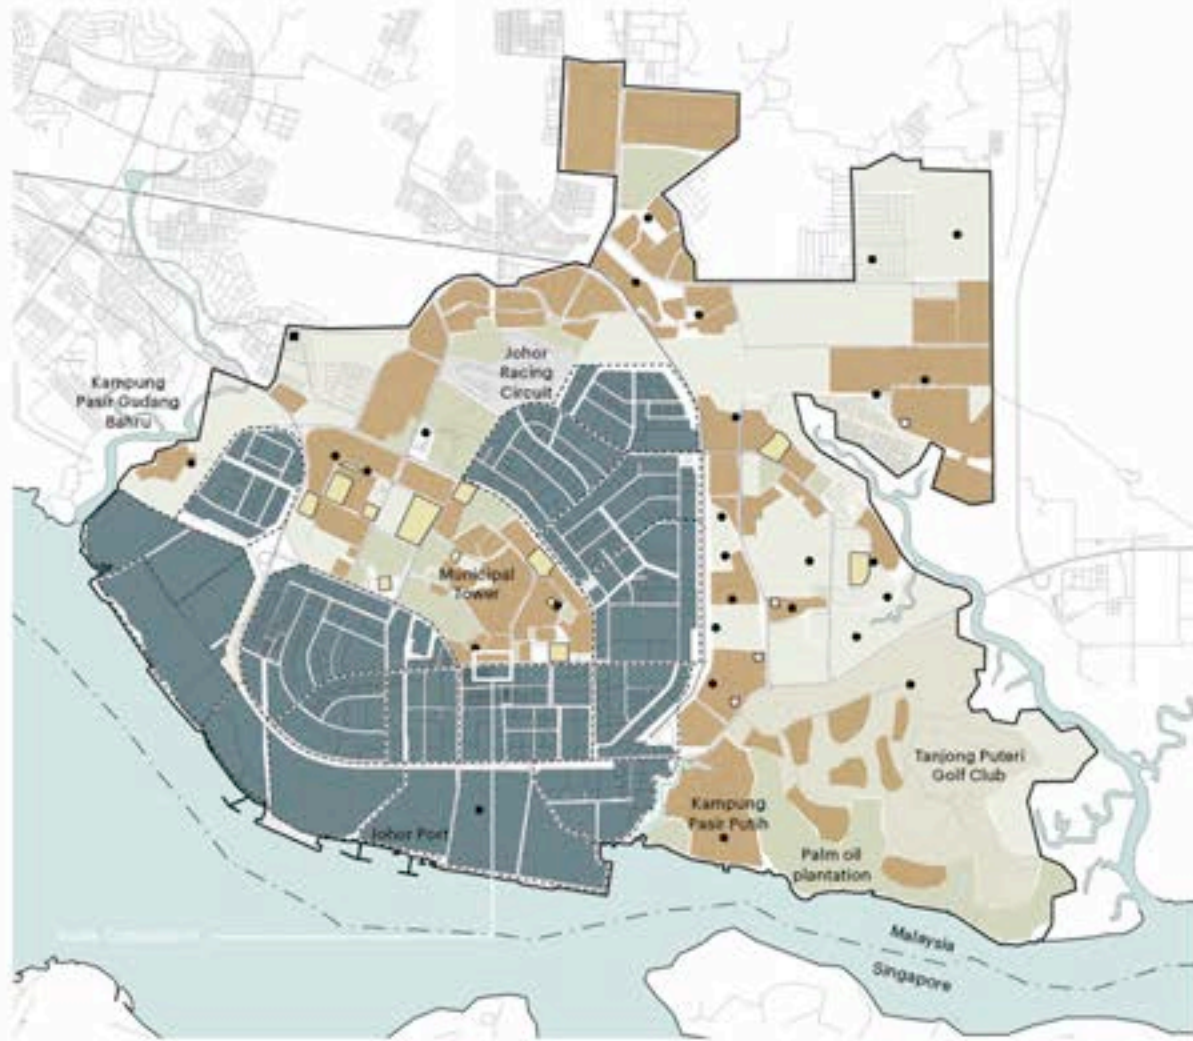 Johor
Racing
Circuit
Kampung
Pasir Gudang
Bahru
Municipal
Tower
Tanjong Puteri
Golf Club
Kampung
Pasir Putih
Johor Port
Palm oil
plantation
Malaysia
Singapore